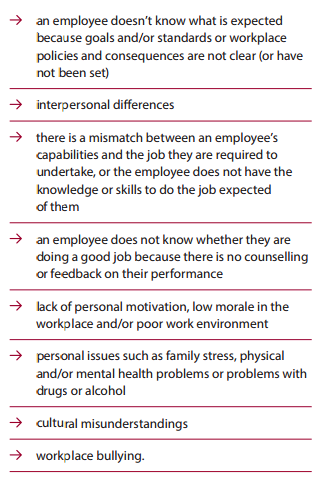 → an employee doesn't know what is expected
because goals and/or standards or workplace
policies and consequences are not clear (or have
not been set)
→ interpersonal differences
→ there is a mismatch between an employee's
capabilities and the job they are required to
undertake, or the employee does not have the
knowledge or skills to do the job expected
of them
→ an employee does not know whether they are
doing a good job because there is no counselling
or feedback on their performance
→ lack of personal motivation, low morale in the
workplace and/or poor work environment
→ personal issues such as family stress, physical
and/or mental health problems or problems with
drugs or alcohol
→ cultural misunderstandings
→ workplace bullying.